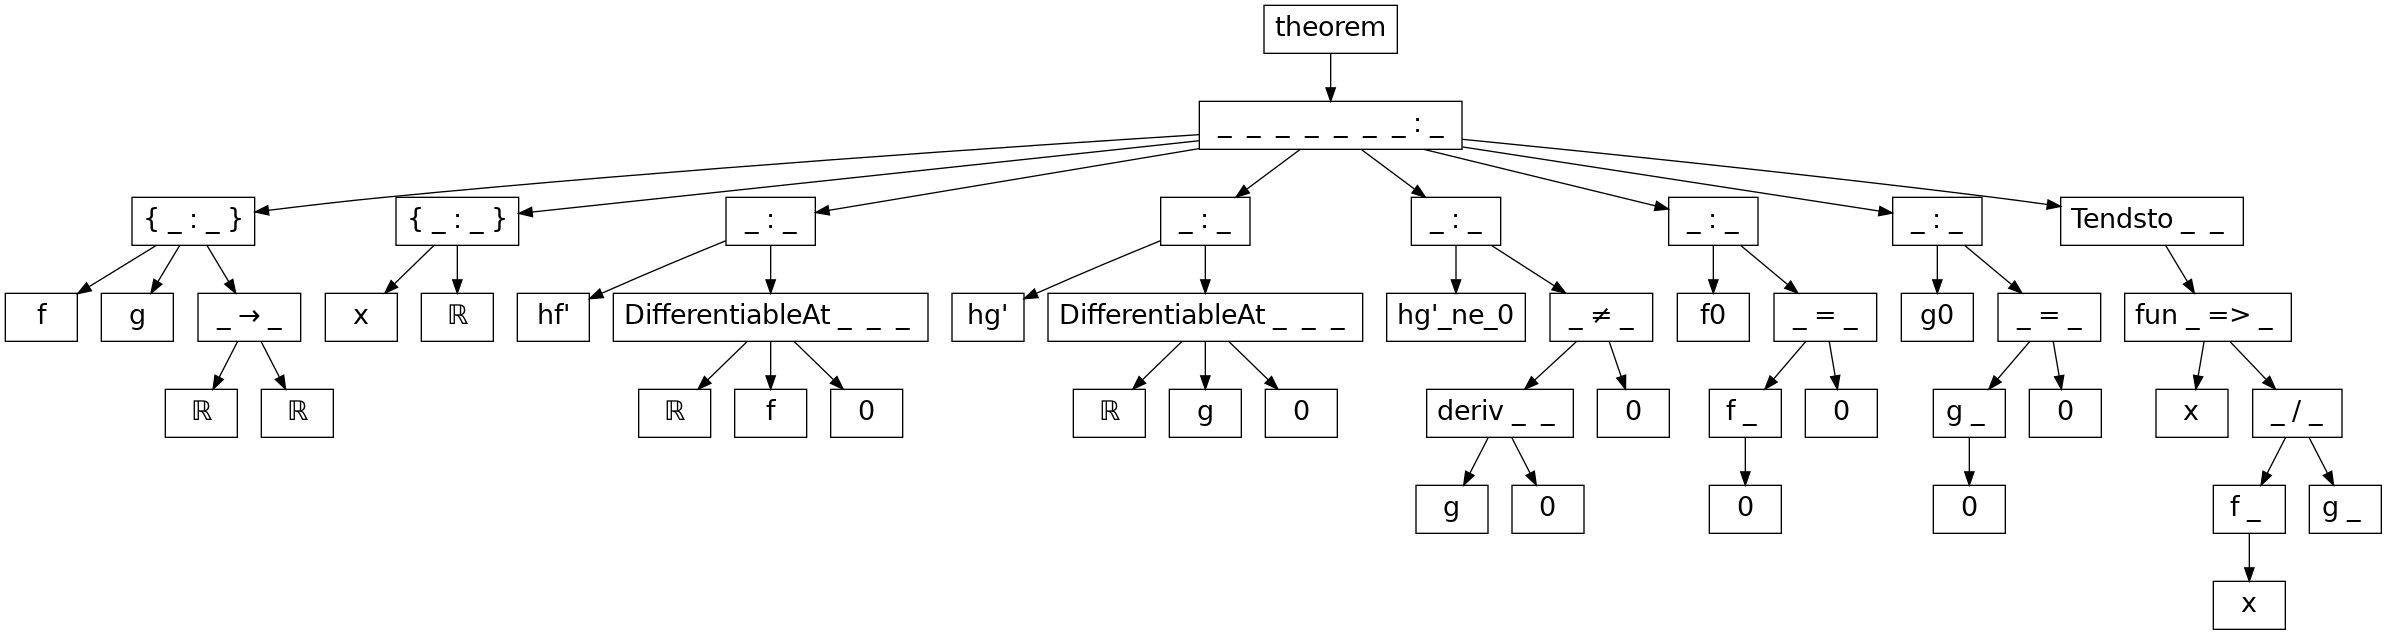 theorem
_ _ _ _ _ _ _ : _
{ _ : _ } { _ : _ } _ : _ _ : _ _ : _ _ : _ _ : _ Tendsto _ _
f g _ → _ x ℝ hf' DifferentiableAt _ _ _ hg' DifferentiableAt _ _ _ hg'_ne_0 _ ≠ _ f0 _ = _ g0 _ = _ fun _ => _
ℝ ℝ ℝ f 0 ℝ g 0 deriv _ _ 0 f _ 0 g _ 0 x _ / _
g 0 0 0 f _ g _
x